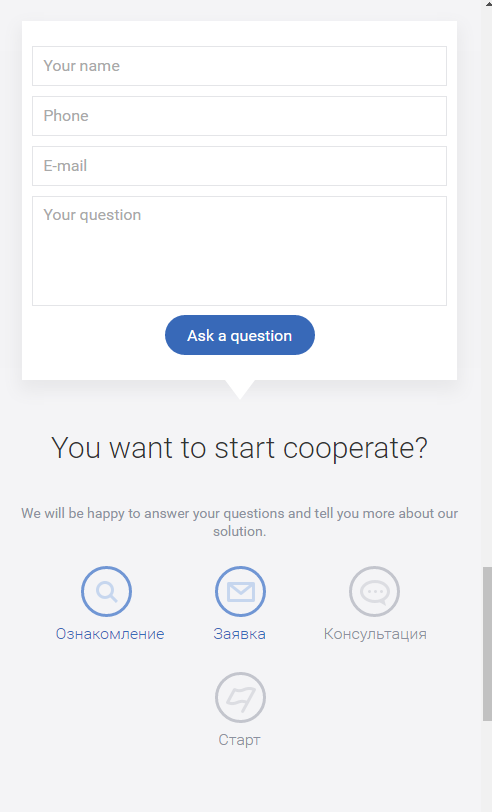 Your name
Phone
E-mail
Your question
Ask a question
You want to start cooperate?
We will be happy to answer your questions and tell you more about our
solution.
Ознакомление
Заявка
Консультация
Старт